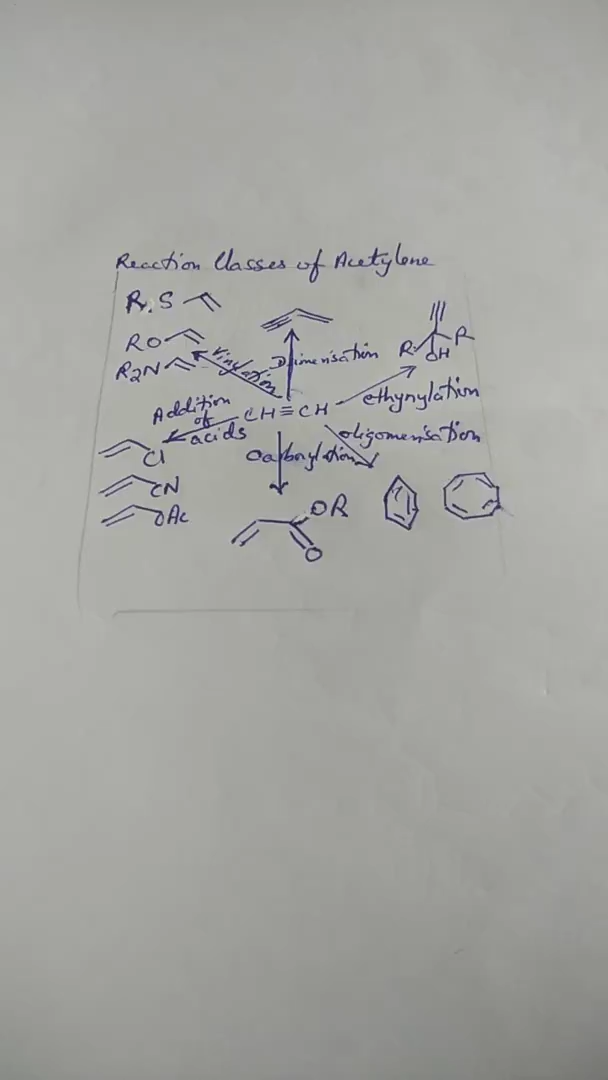 Reaction Classes of Acetylene
R, S
RO
R2N
Vinylation
Dimerisation
R R
OH
ethynylation
Addition
of
acids
CH≡CH
oligomerisation
Carbonylation
Cl
CN
OAc
OR
O